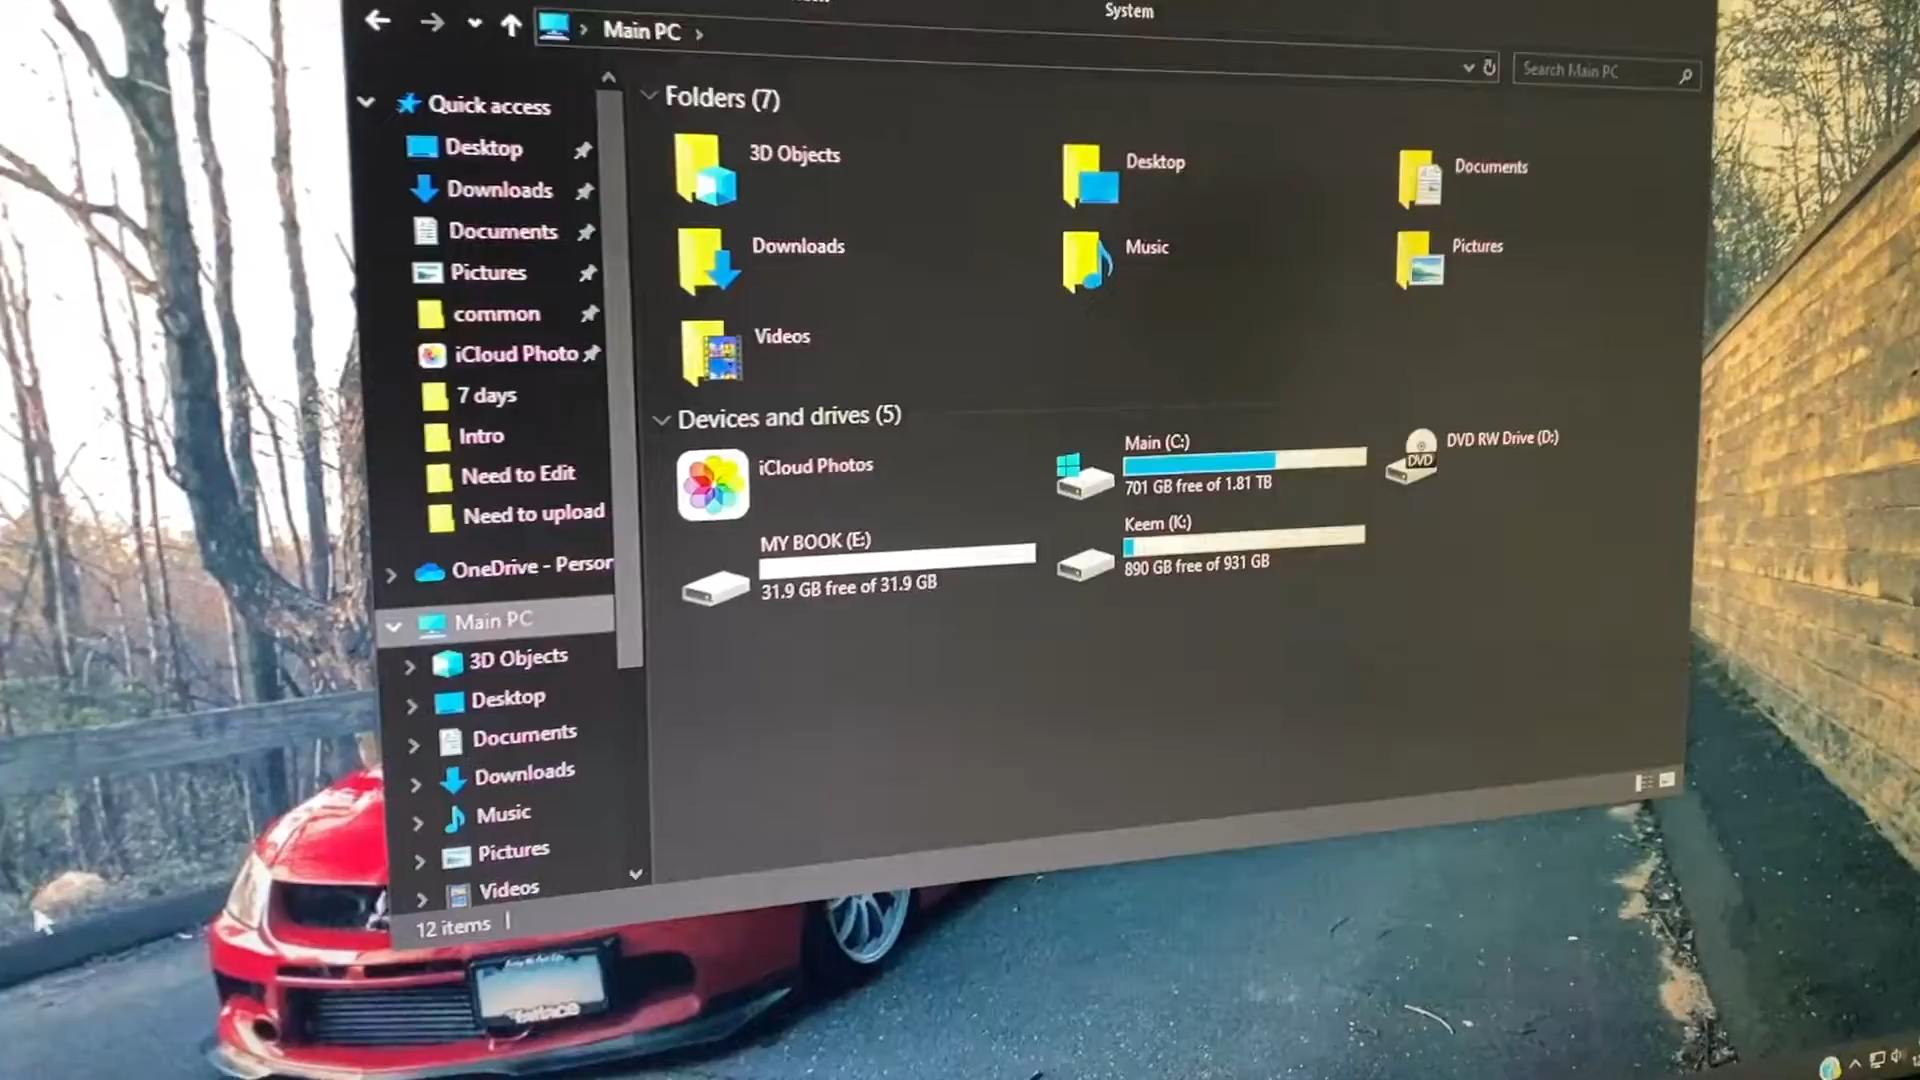 System
Main PC
Search Main PC
Quick access
Desktop
Downloads
Documents
Pictures
common
iCloud Photo
7 days
Intro
Need to Edit
Need to upload
OneDrive - Person
Main PC
3D Objects
Desktop
Documents
Downloads
Music
Pictures
Videos
12 items
Folders (7)
3D Objects
Desktop
Documents
Downloads
Music
Pictures
Videos
Devices and drives (5)
iCloud Photos
Main (C:)
701 GB free of 1.81 TB
DVD RW Drive (D:)
DVD
MY BOOK (E:)
31.9 GB free of 31.9 GB
Keem (K:)
890 GB free of 931 GB